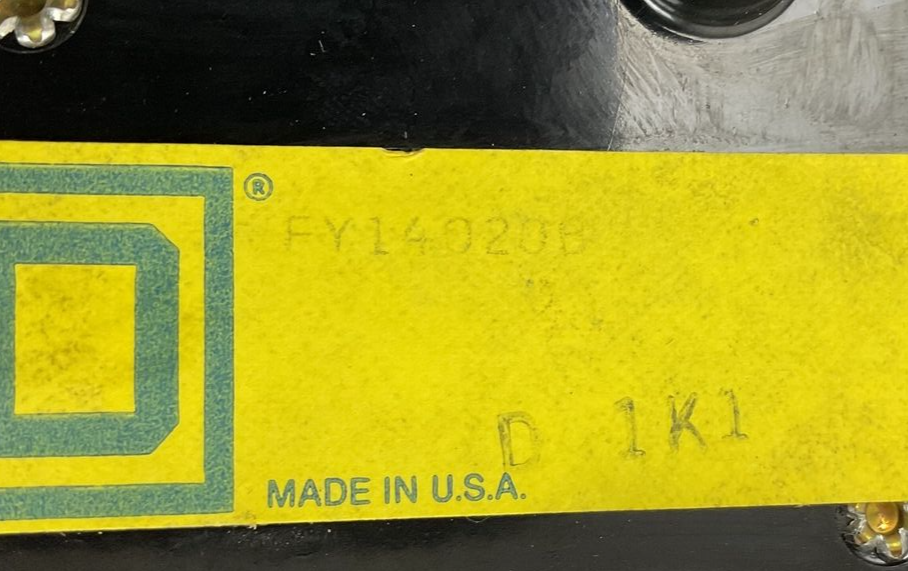 ®
FY14020B
D 1K1
MADE IN U.S.A.